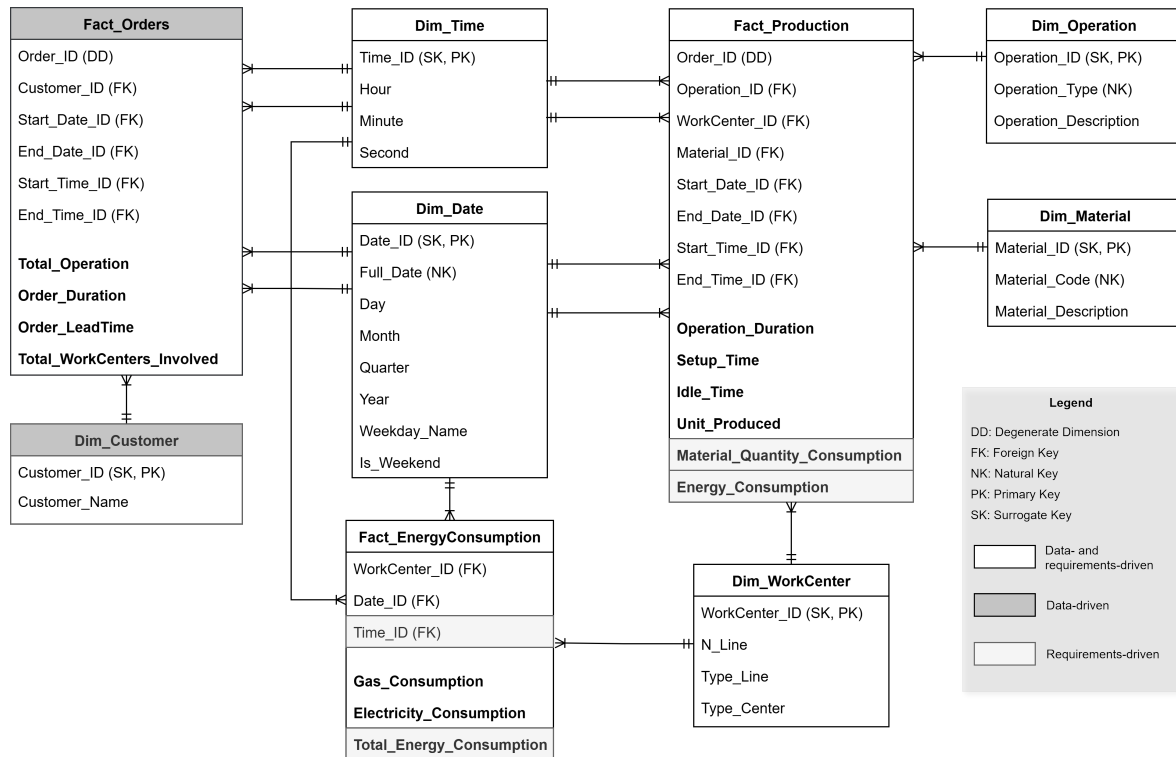 Fact_Orders
Order_ID (DD)
Customer_ID (FK)
Start_Date_ID (FK)
End_Date_ID (FK)
Start_Time_ID (FK)
End_Time_ID (FK)
Total_Operation
Order_Duration
Order_LeadTime
Total_WorkCenters_Involved
Dim_Customer
Customer_ID (SK, PK)
Customer_Name
Dim_Time
Time_ID (SK, PK)
Hour
Minute
Second
Dim_Date
Date_ID (SK, PK)
Full_Date (NK)
Day
Month
Quarter
Year
Weekday_Name
Is_Weekend
Fact_EnergyConsumption
WorkCenter_ID (FK)
Date_ID (FK)
Time_ID (FK)
Gas_Consumption
Electricity_Consumption
Total_Energy_Consumption
Fact_Production
Order_ID (DD)
Operation_ID (FK)
WorkCenter_ID (FK)
Material_ID (FK)
Start_Date_ID (FK)
End_Date_ID (FK)
Start_Time_ID (FK)
End_Time_ID (FK)
Operation_Duration
Setup_Time
Idle_Time
Unit_Produced
Material_Quantity_Consumption
Energy_Consumption
Dim_WorkCenter
WorkCenter_ID (SK, PK)
N_Line
Type_Line
Type_Center
Dim_Operation
Operation_ID (SK, PK)
Operation_Type (NK)
Operation_Description
Dim_Material
Material_ID (SK, PK)
Material_Code (NK)
Material_Description
Legend
DD: Degenerate Dimension
FK: Foreign Key
NK: Natural Key
PK: Primary Key
SK: Surrogate Key
Data- and
requirements-driven
Data-driven
Requirements-driven